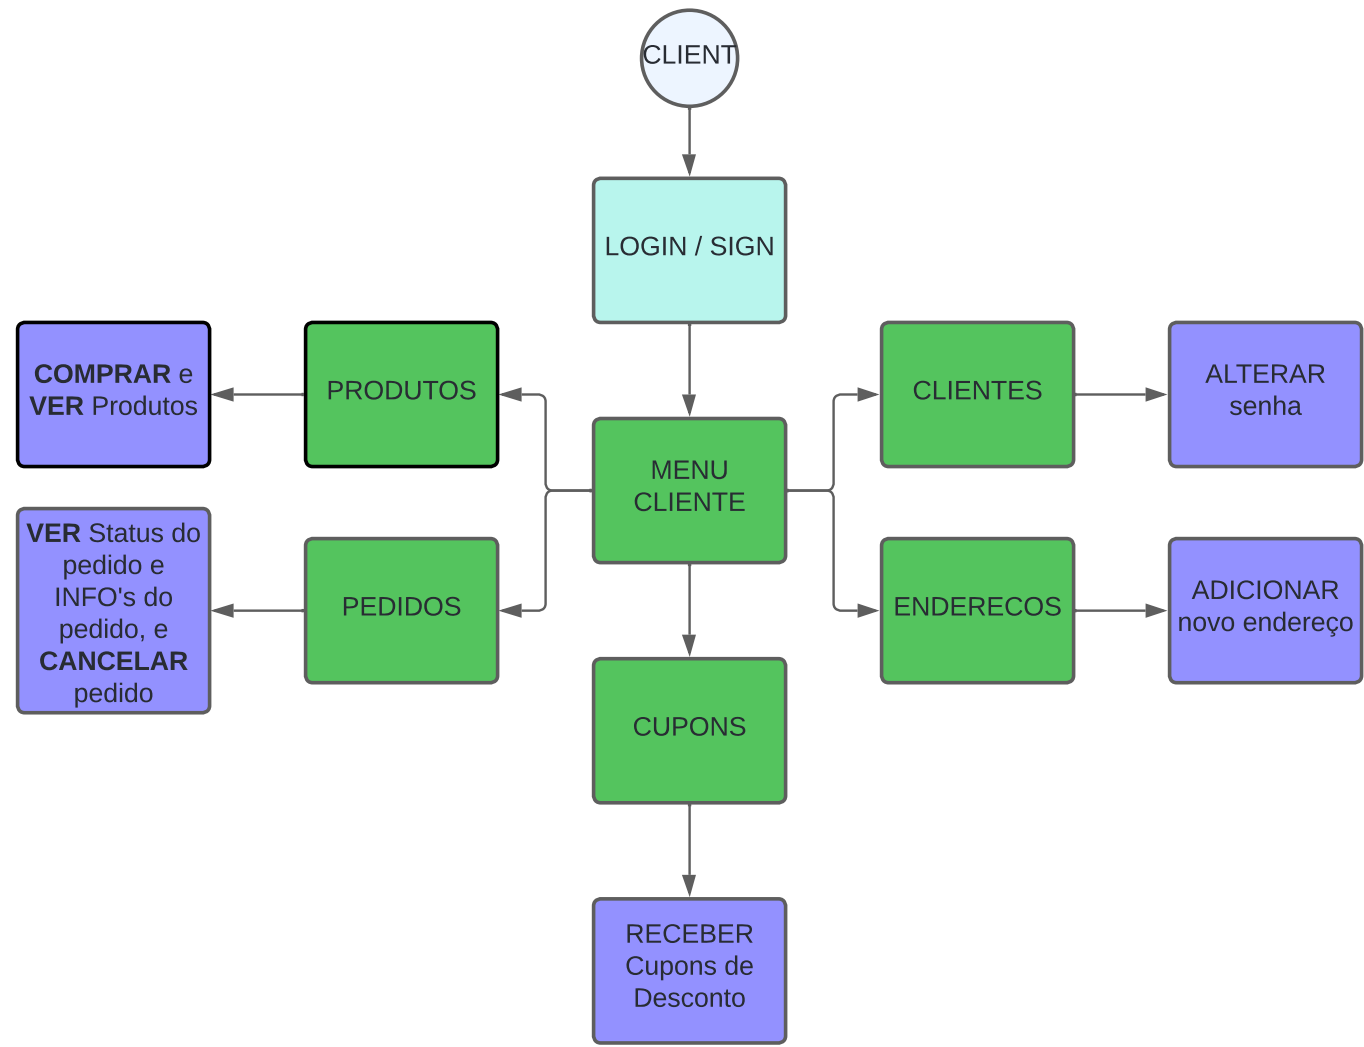 CLIENT
LOGIN / SIGN
COMPRAR e
VER Produtos
PRODUTOS
CLIENTES
ALTERAR
senha
MENU
CLIENTE
VER Status do
pedido e
INFO's do
pedido, e
CANCELAR
pedido
PEDIDOS
ENDERECOS
ADICIONAR
novo endereço
CUPONS
RECEBER
Cupons de
Desconto